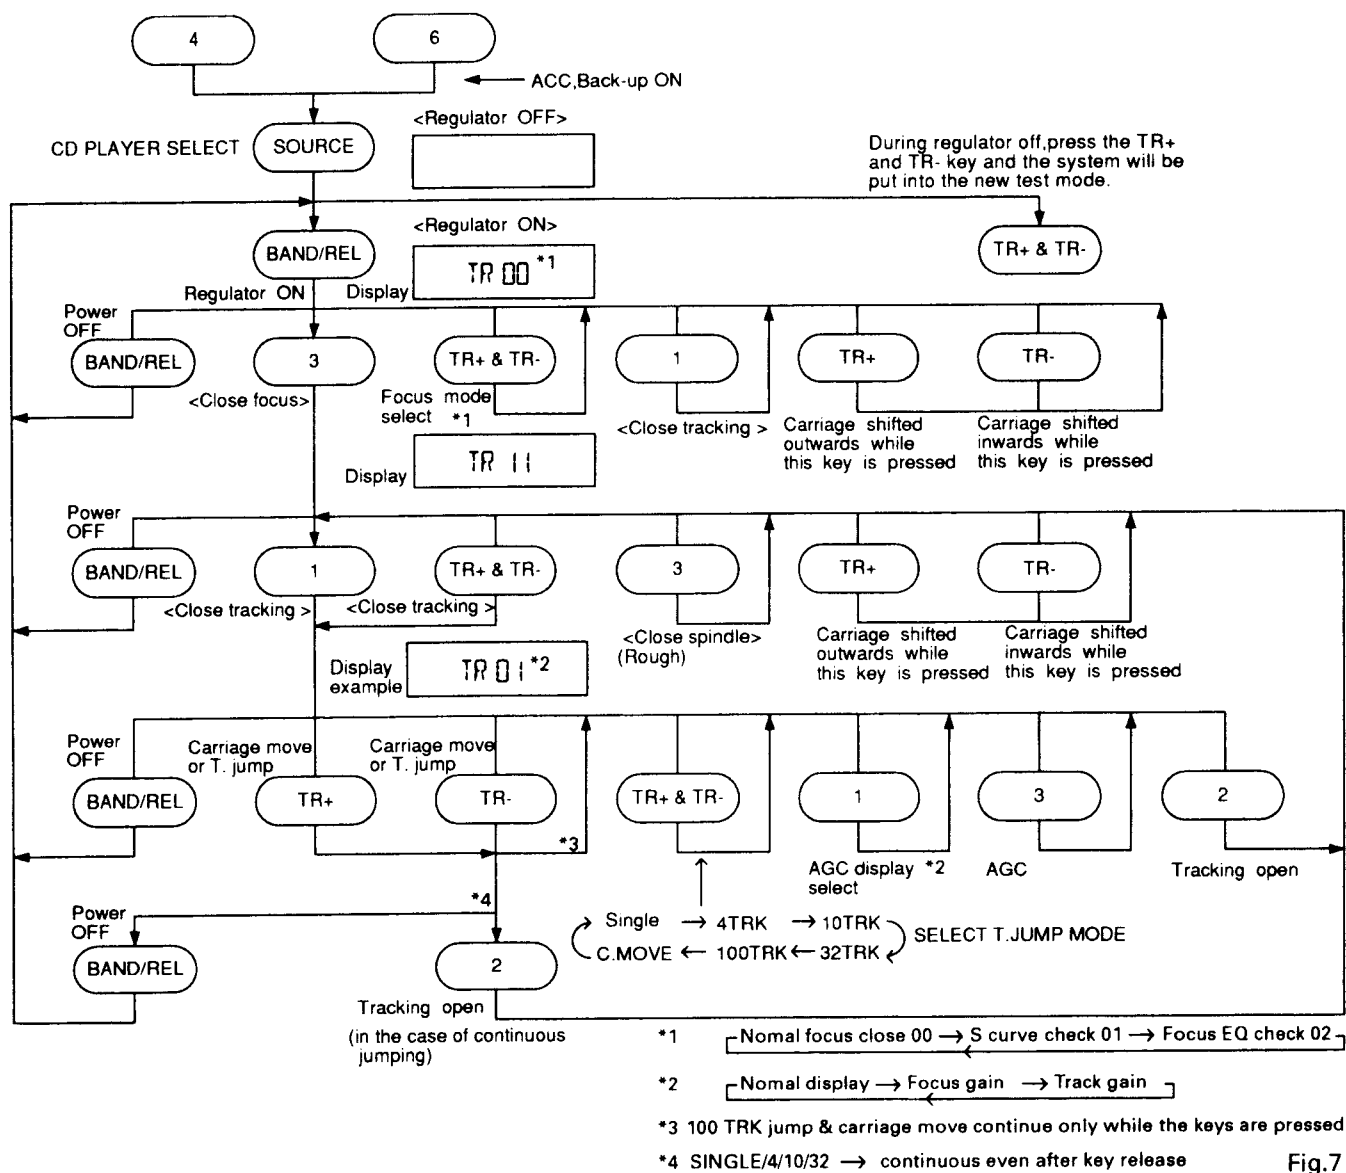 4
6
ACC,Back-up ON
CD PLAYER SELECT
SOURCE
<Regulator OFF>
During regulator off,press the TR+
and TR- key and the system will be
put into the new test mode.
BAND/REL
<Regulator ON>
TR 00 *1
TR+ & TR-
Regulator ON
Display
Power
OFF
BAND/REL
3
TR+ & TR-
1
TR+
TR-
<Close focus>
Focus mode
select *1
<Close tracking >
Carriage shifted
outwards while
this key is pressed
Carriage shifted
inwards while
this key is pressed
Display
TR 11
Power
OFF
BAND/REL
1
TR+ & TR-
3
TR+
TR-
<Close tracking >
<Close tracking >
<Close spindle>
(Rough)
Carriage shifted
outwards while
this key is pressed
Carriage shifted
inwards while
this key is pressed
Display
example
TR 01 *2
Power
OFF
Carriage move
or T. jump
Carriage move
or T. jump
BAND/REL
TR+
TR-
TR+ & TR-
1
3
2
*3
AGC display *2
select
AGC
Tracking open
*4
Power
OFF
BAND/REL
2
Single → 4TRK → 10TRK
C.MOVE ← 100TRK ← 32TRK
SELECT T.JUMP MODE
Tracking open
(in the case of continuous
jumping)
*1 Nomal focus close 00 → S curve check 01 → Focus EQ check 02
*2 Nomal display → Focus gain → Track gain
*3 100 TRK jump & carriage move continue only while the keys are pressed
*4 SINGLE/4/10/32 → continuous even after key release
Fig.7